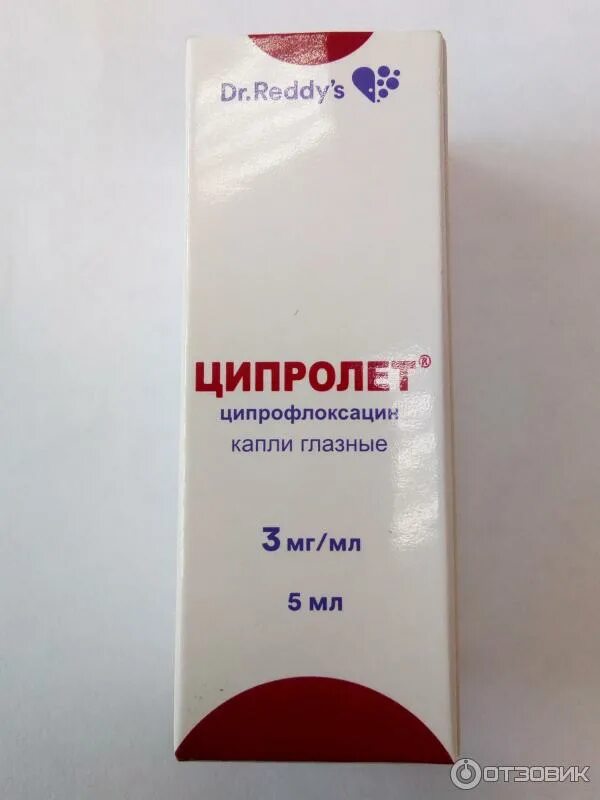 Dr.Reddy's
ЦИПРОЛЕТ®
ципрофлоксацин
капли глазные
3 мг/мл
5 мл
ОТЗОВИК